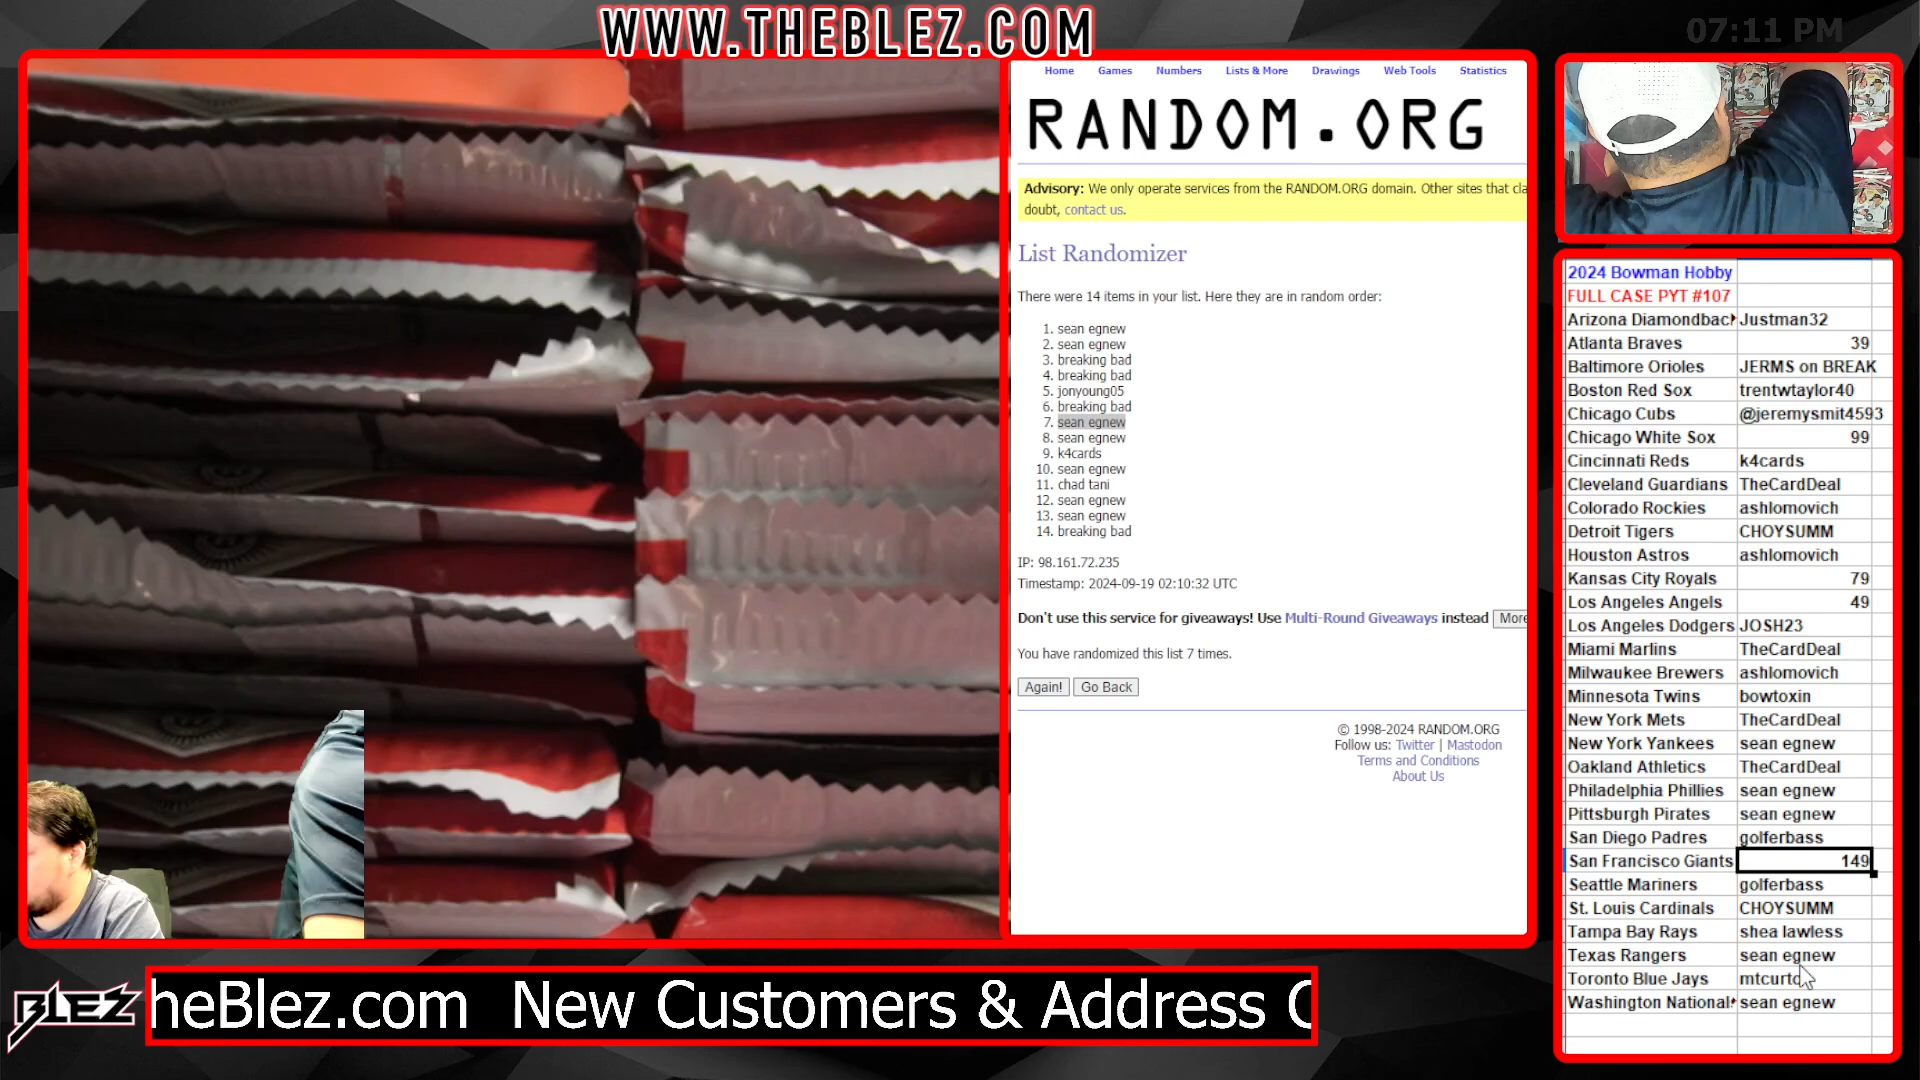 WWW.THEBLEZ.COM
07:11 PM
Home Games Numbers Lists & More Drawings Web Tools Statistics
RANDOM.ORG
Advisory: We only operate services from the RANDOM.ORG domain. Other sites that cla
doubt, contact us.
List Randomizer
There were 14 items in your list. Here they are in random order:
1. sean egnew
2. sean egnew
3. breaking bad
4. breaking bad
5. jonyoung05
6. breaking bad
7. sean egnew
8. sean egnew
9. k4cards
10. sean egnew
11. chad tani
12. sean egnew
13. sean egnew
14. breaking bad
IP: 98.161.72.235
Timestamp: 2024-09-19 02:10:32 UTC
Don't use this service for giveaways! Use Multi-Round Giveaways instead More
You have randomized this list 7 times.
Again! Go Back
© 1998-2024 RANDOM.ORG
Follow us: Twitter | Mastodon
Terms and Conditions
About Us
2024 Bowman Hobby
FULL CASE PYT #107
Arizona Diamondbac Justman32
Atlanta Braves 39
Baltimore Orioles JERMS on BREAK
Boston Red Sox trentwtaylor40
Chicago Cubs @jeremysmit4593
Chicago White Sox 99
Cincinnati Reds k4cards
Cleveland Guardians TheCardDeal
Colorado Rockies ashlomovich
Detroit Tigers CHOYSUMM
Houston Astros ashlomovich
Kansas City Royals 79
Los Angeles Angels 49
Los Angeles Dodgers JOSH23
Miami Marlins TheCardDeal
Milwaukee Brewers ashlomovich
Minnesota Twins bowtoxin
New York Mets TheCardDeal
New York Yankees sean egnew
Oakland Athletics TheCardDeal
Philadelphia Phillies sean egnew
Pittsburgh Pirates sean egnew
San Diego Padres golferbass
San Francisco Giants 149
Seattle Mariners golferbass
St. Louis Cardinals CHOYSUMM
Tampa Bay Rays shea lawless
Texas Rangers sean egnew
Toronto Blue Jays
Washington National sean egnew
BLEZ
heBlez.com New Customers & Address C